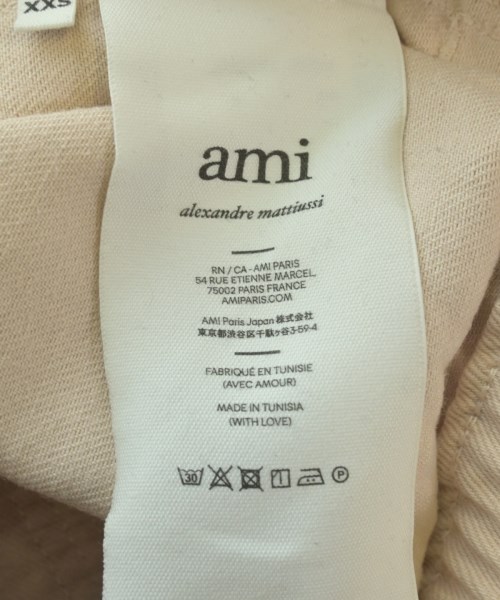 XXS
ami
alexandre mattiussi
RN / CA - AMI PARIS
54 RUE ETIENNE MARCEL
75002 PARIS FRANCE
AMIPARIS.COM
AMI Paris Japan 株式会社
東京都渋谷区千駄ヶ谷3-59-4
FABRIQUÉ EN TUNISIE
(AVEC AMOUR)
MADE IN TUNISIA
(WITH LOVE)
30 P